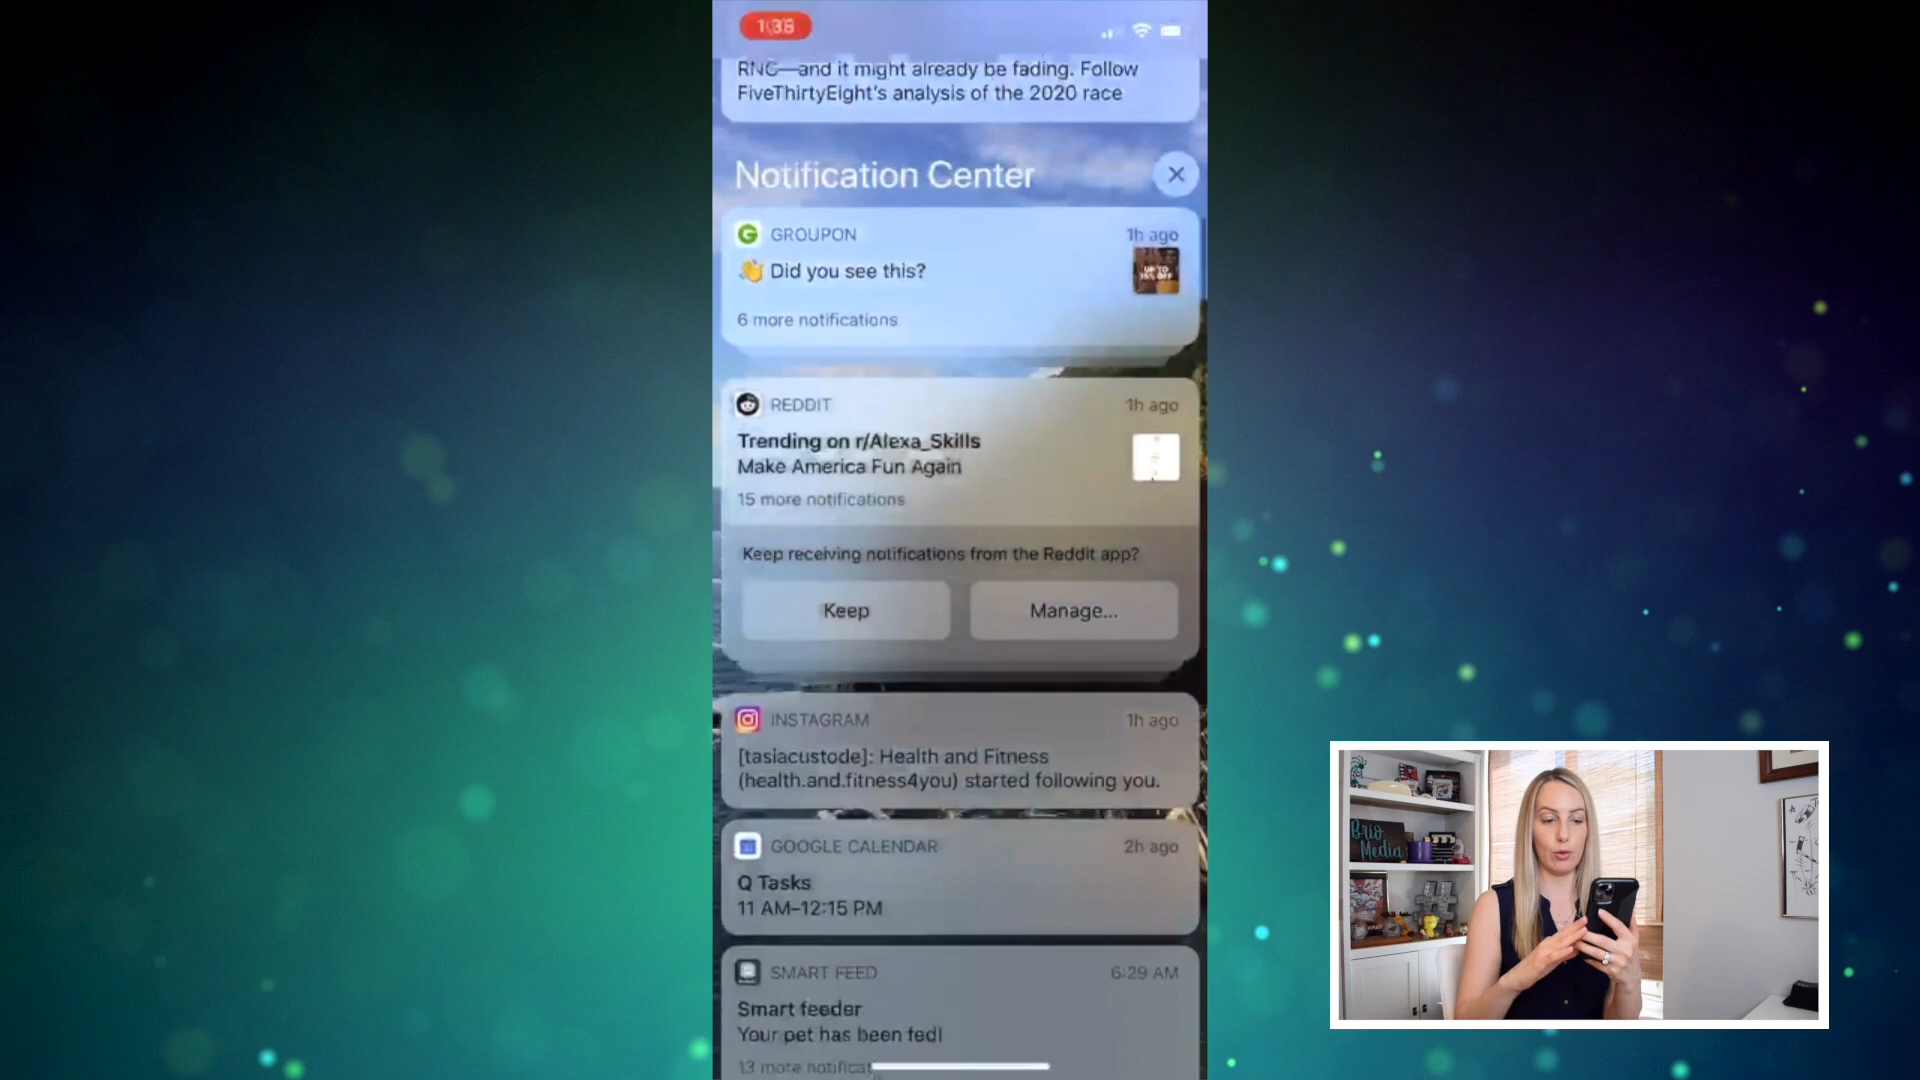 RNC—and it might already be fading. Follow
FiveThirtyEight's analysis of the 2020 race
Notification Center
GROUPON
1h ago
👋 Did you see this?
UP TO
6 more notifications
REDDIT
1h ago
Trending on r/Alexa_Skills
Make America Fun Again
15 more notifications
Keep receiving notifications from the Reddit app?
Keep
Manage...
INSTAGRAM
1h ago
[tasiacustode]: Health and Fitness
(health.and.fitness4you) started following you.
GOOGLE CALENDAR
2h ago
Q Tasks
11 AM–12:15 PM
SMART FEED
6:29 AM
Smart feeder
Your pet has been fed!
13 more notificat
Brio
Media